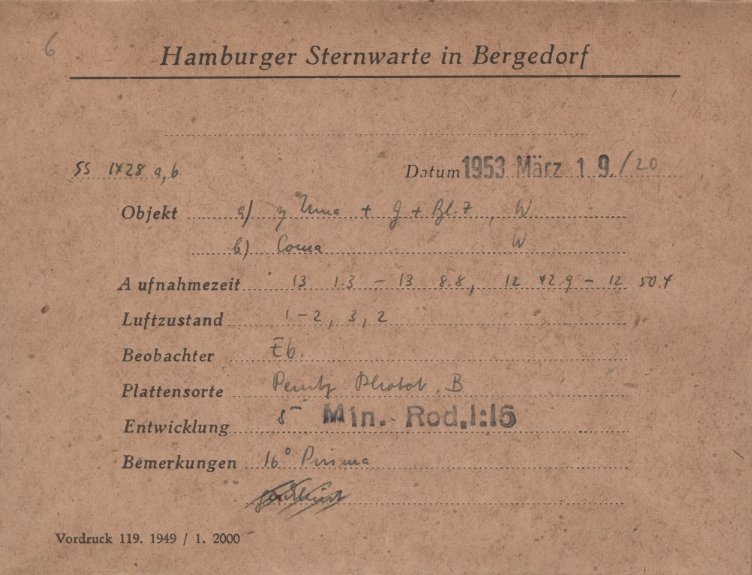 6
Hamburger Sternwarte in Bergedorf
SS 1428 a, b Datum 1953 März 19./20
Objekt a) η Uma + g + Bl. 7, W
b) Coma W
Aufnahmezeit 13 1.3 – 13 8.8, 12 42.9 – 12 50.4
Luftzustand 1–2, 3, 2
Beobachter Eb.
Plattensorte Perutz Photot. B
Entwicklung 5 Min. Rod. 1:15
Bemerkungen 16° Prisma
Vordruck 119. 1949 / 1. 2000